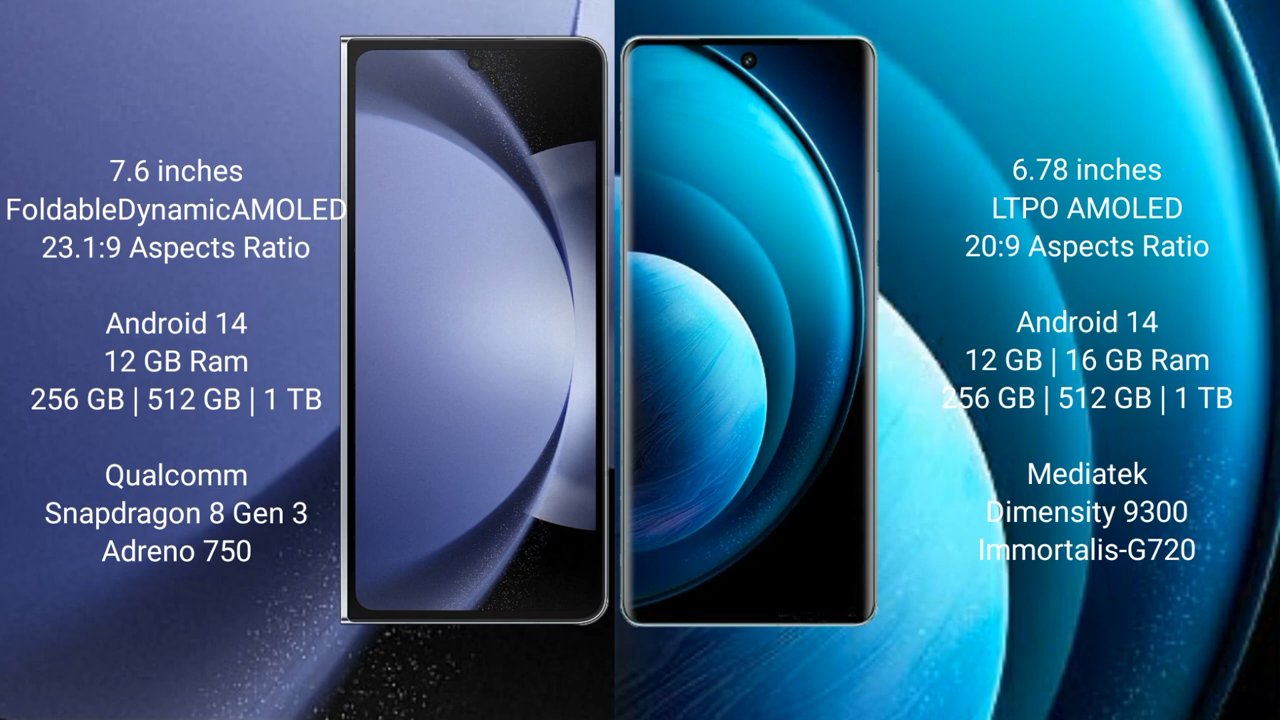 7.6 inches
FoldableDynamicAMOLED
23.1:9 Aspects Ratio
Android 14
12 GB Ram
256 GB | 512 GB | 1 TB
Qualcomm
Snapdragon 8 Gen 3
Adreno 750
6.78 inches
LTPO AMOLED
20:9 Aspects Ratio
Android 14
12 GB | 16 GB Ram
256 GB | 512 GB | 1 TB
Mediatek
Dimensity 9300
Immortalis-G720